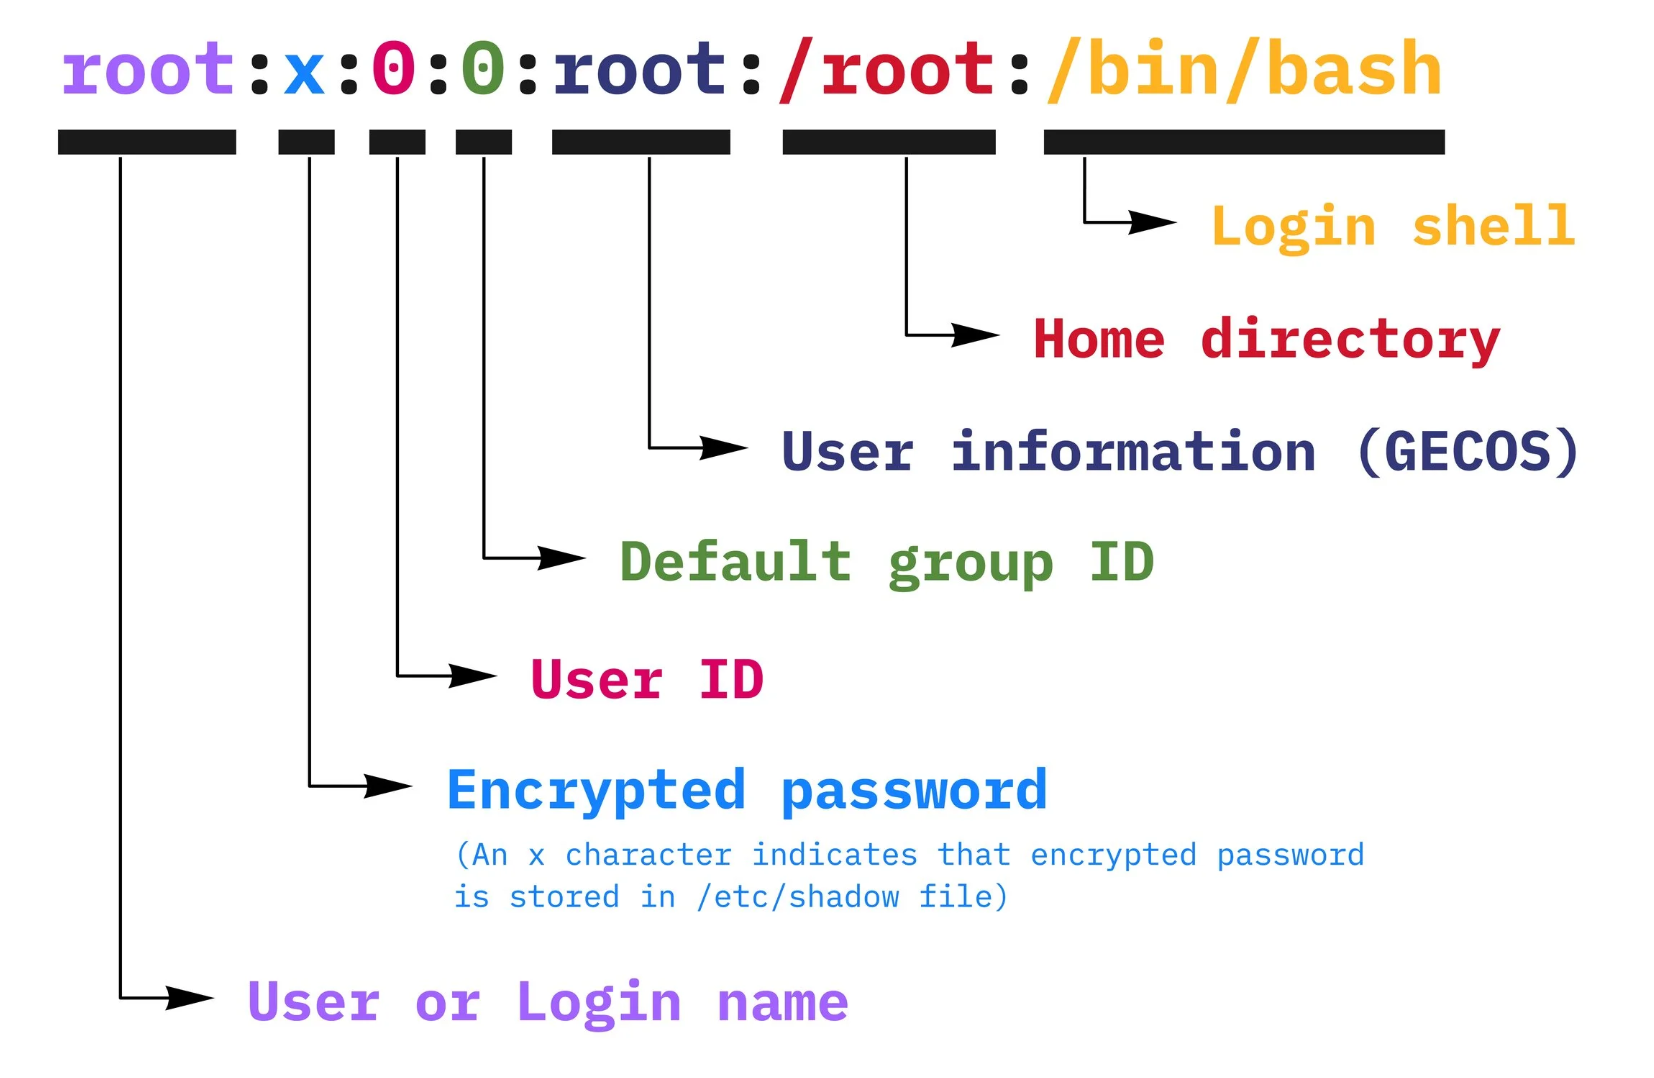 root:x:0:0:root:/root:/bin/bash
Login shell
Home directory
User information (GECOS)
Default group ID
User ID
Encrypted password
(An x character indicates that encrypted password
is stored in /etc/shadow file)
User or Login name